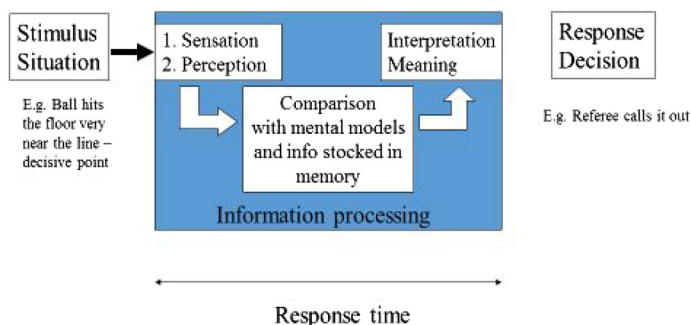 Stimulus
Situation
E.g. Ball hits
the floor very
near the line –
decisive point
1. Sensation
2. Perception
Comparison
with mental models
and info stocked in
memory
Interpretation
Meaning
Information processing
Response
Decision
E.g. Referee calls it out
Response time